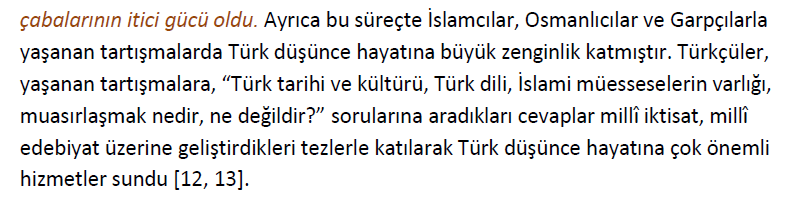 çabalarının itici gücü oldu. Ayrıca bu süreçte İslamcılar, Osmanlıcılar ve Garpçılarla
yaşanan tartışmalarda Türk düşünce hayatına büyük zenginlik katmıştır. Türkçüler,
yaşanan tartışmalara, “Türk tarihi ve kültürü, Türk dili, İslami müesseselerin varlığı,
muasırlaşmak nedir, ne değildir?” sorularına aradıkları cevaplar millî iktisat, millî
edebiyat üzerine geliştirdikleri tezlerle katılarak Türk düşünce hayatına çok önemli
hizmetler sundu [12, 13].